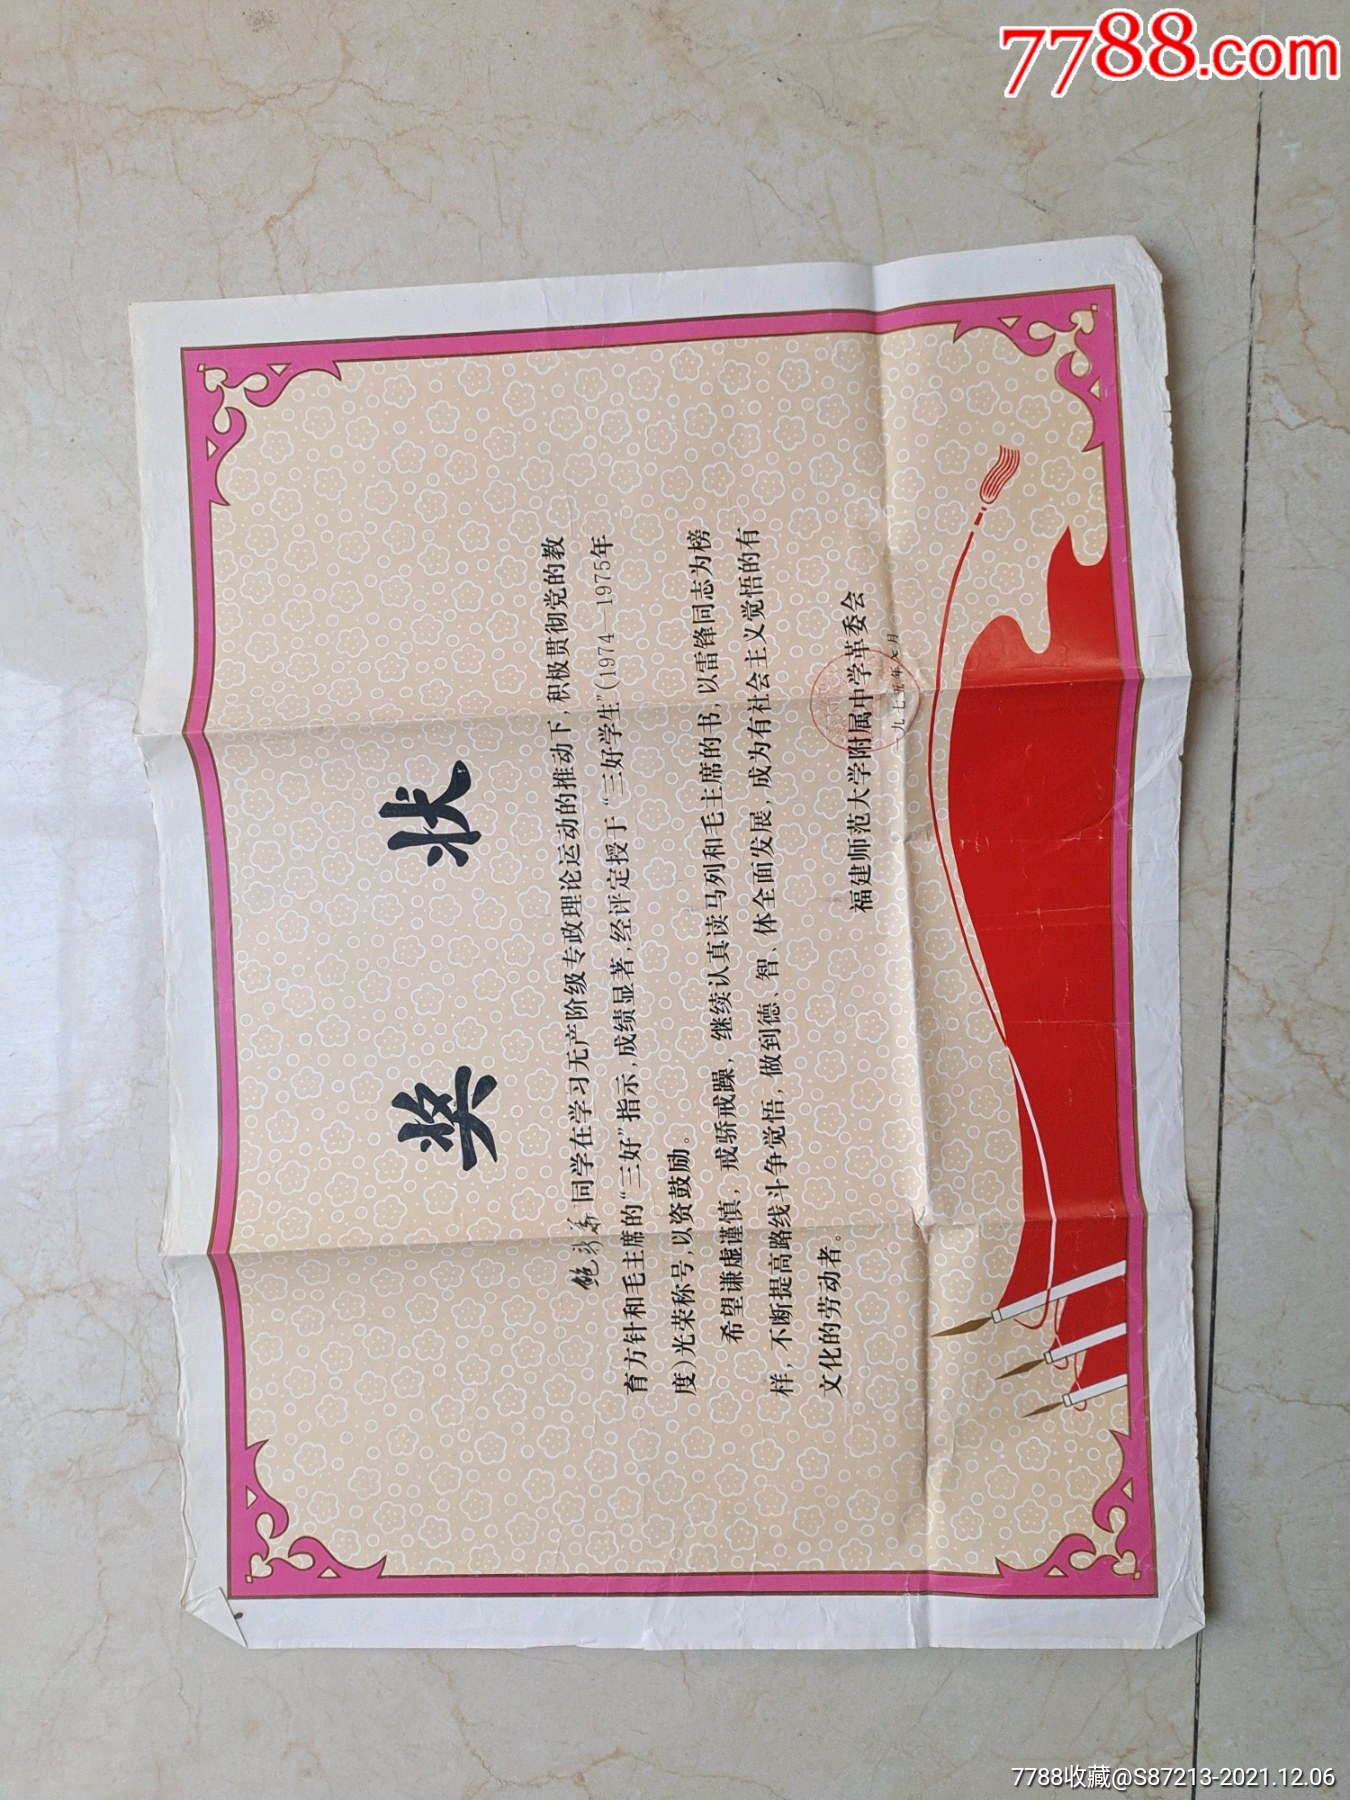 7788.com
奖状
鲍 同学在学习无产阶级专政理论运动的推动下,积极贯彻党的教
育方针和毛主席的“三好”指示,成绩显著,经评定授于“三好学生”(1974—1975年
度)光荣称号,以资鼓励。
希望谦虚谨慎,戒骄戒躁,继续认真读马列和毛主席的书,以雷锋同志为榜
样,不断提高路线斗争觉悟,做到德、智、体全面发展,成为有社会主义觉悟的有
文化的劳动者。
福建师范大学附属中学革委会
一九七五年 月
7788收藏@S87213-2021.12.06